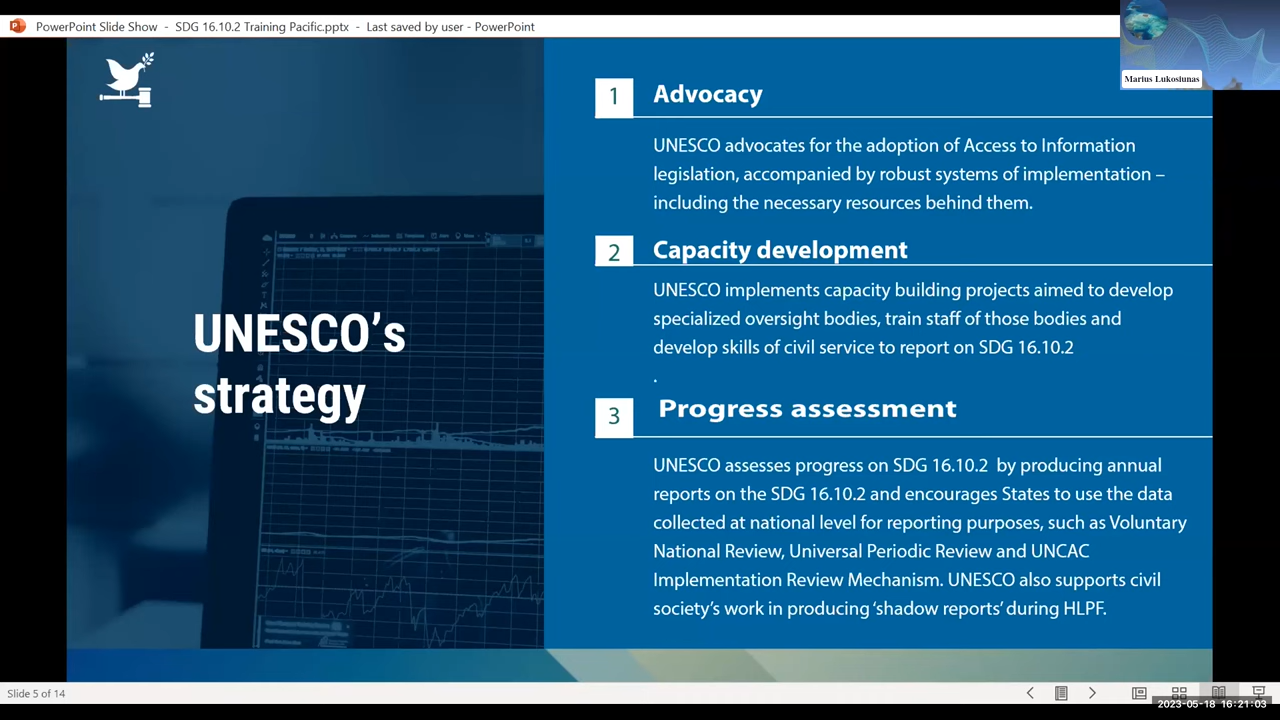 PowerPoint Slide Show - SDG 16.10.2 Training Pacific.pptx - Last saved by user - PowerPoint
Marius Lukosiunas
UNESCO's
strategy
1 Advocacy
UNESCO advocates for the adoption of Access to Information
legislation, accompanied by robust systems of implementation –
including the necessary resources behind them.
2 Capacity development
UNESCO implements capacity building projects aimed to develop
specialized oversight bodies, train staff of those bodies and
develop skills of civil service to report on SDG 16.10.2
.
3 Progress assessment
UNESCO assesses progress on SDG 16.10.2 by producing annual
reports on the SDG 16.10.2 and encourages States to use the data
collected at national level for reporting purposes, such as Voluntary
National Review, Universal Periodic Review and UNCAC
Implementation Review Mechanism. UNESCO also supports civil
society's work in producing 'shadow reports' during HLPF.
Slide 5 of 14
2023-05-18 16:21:03